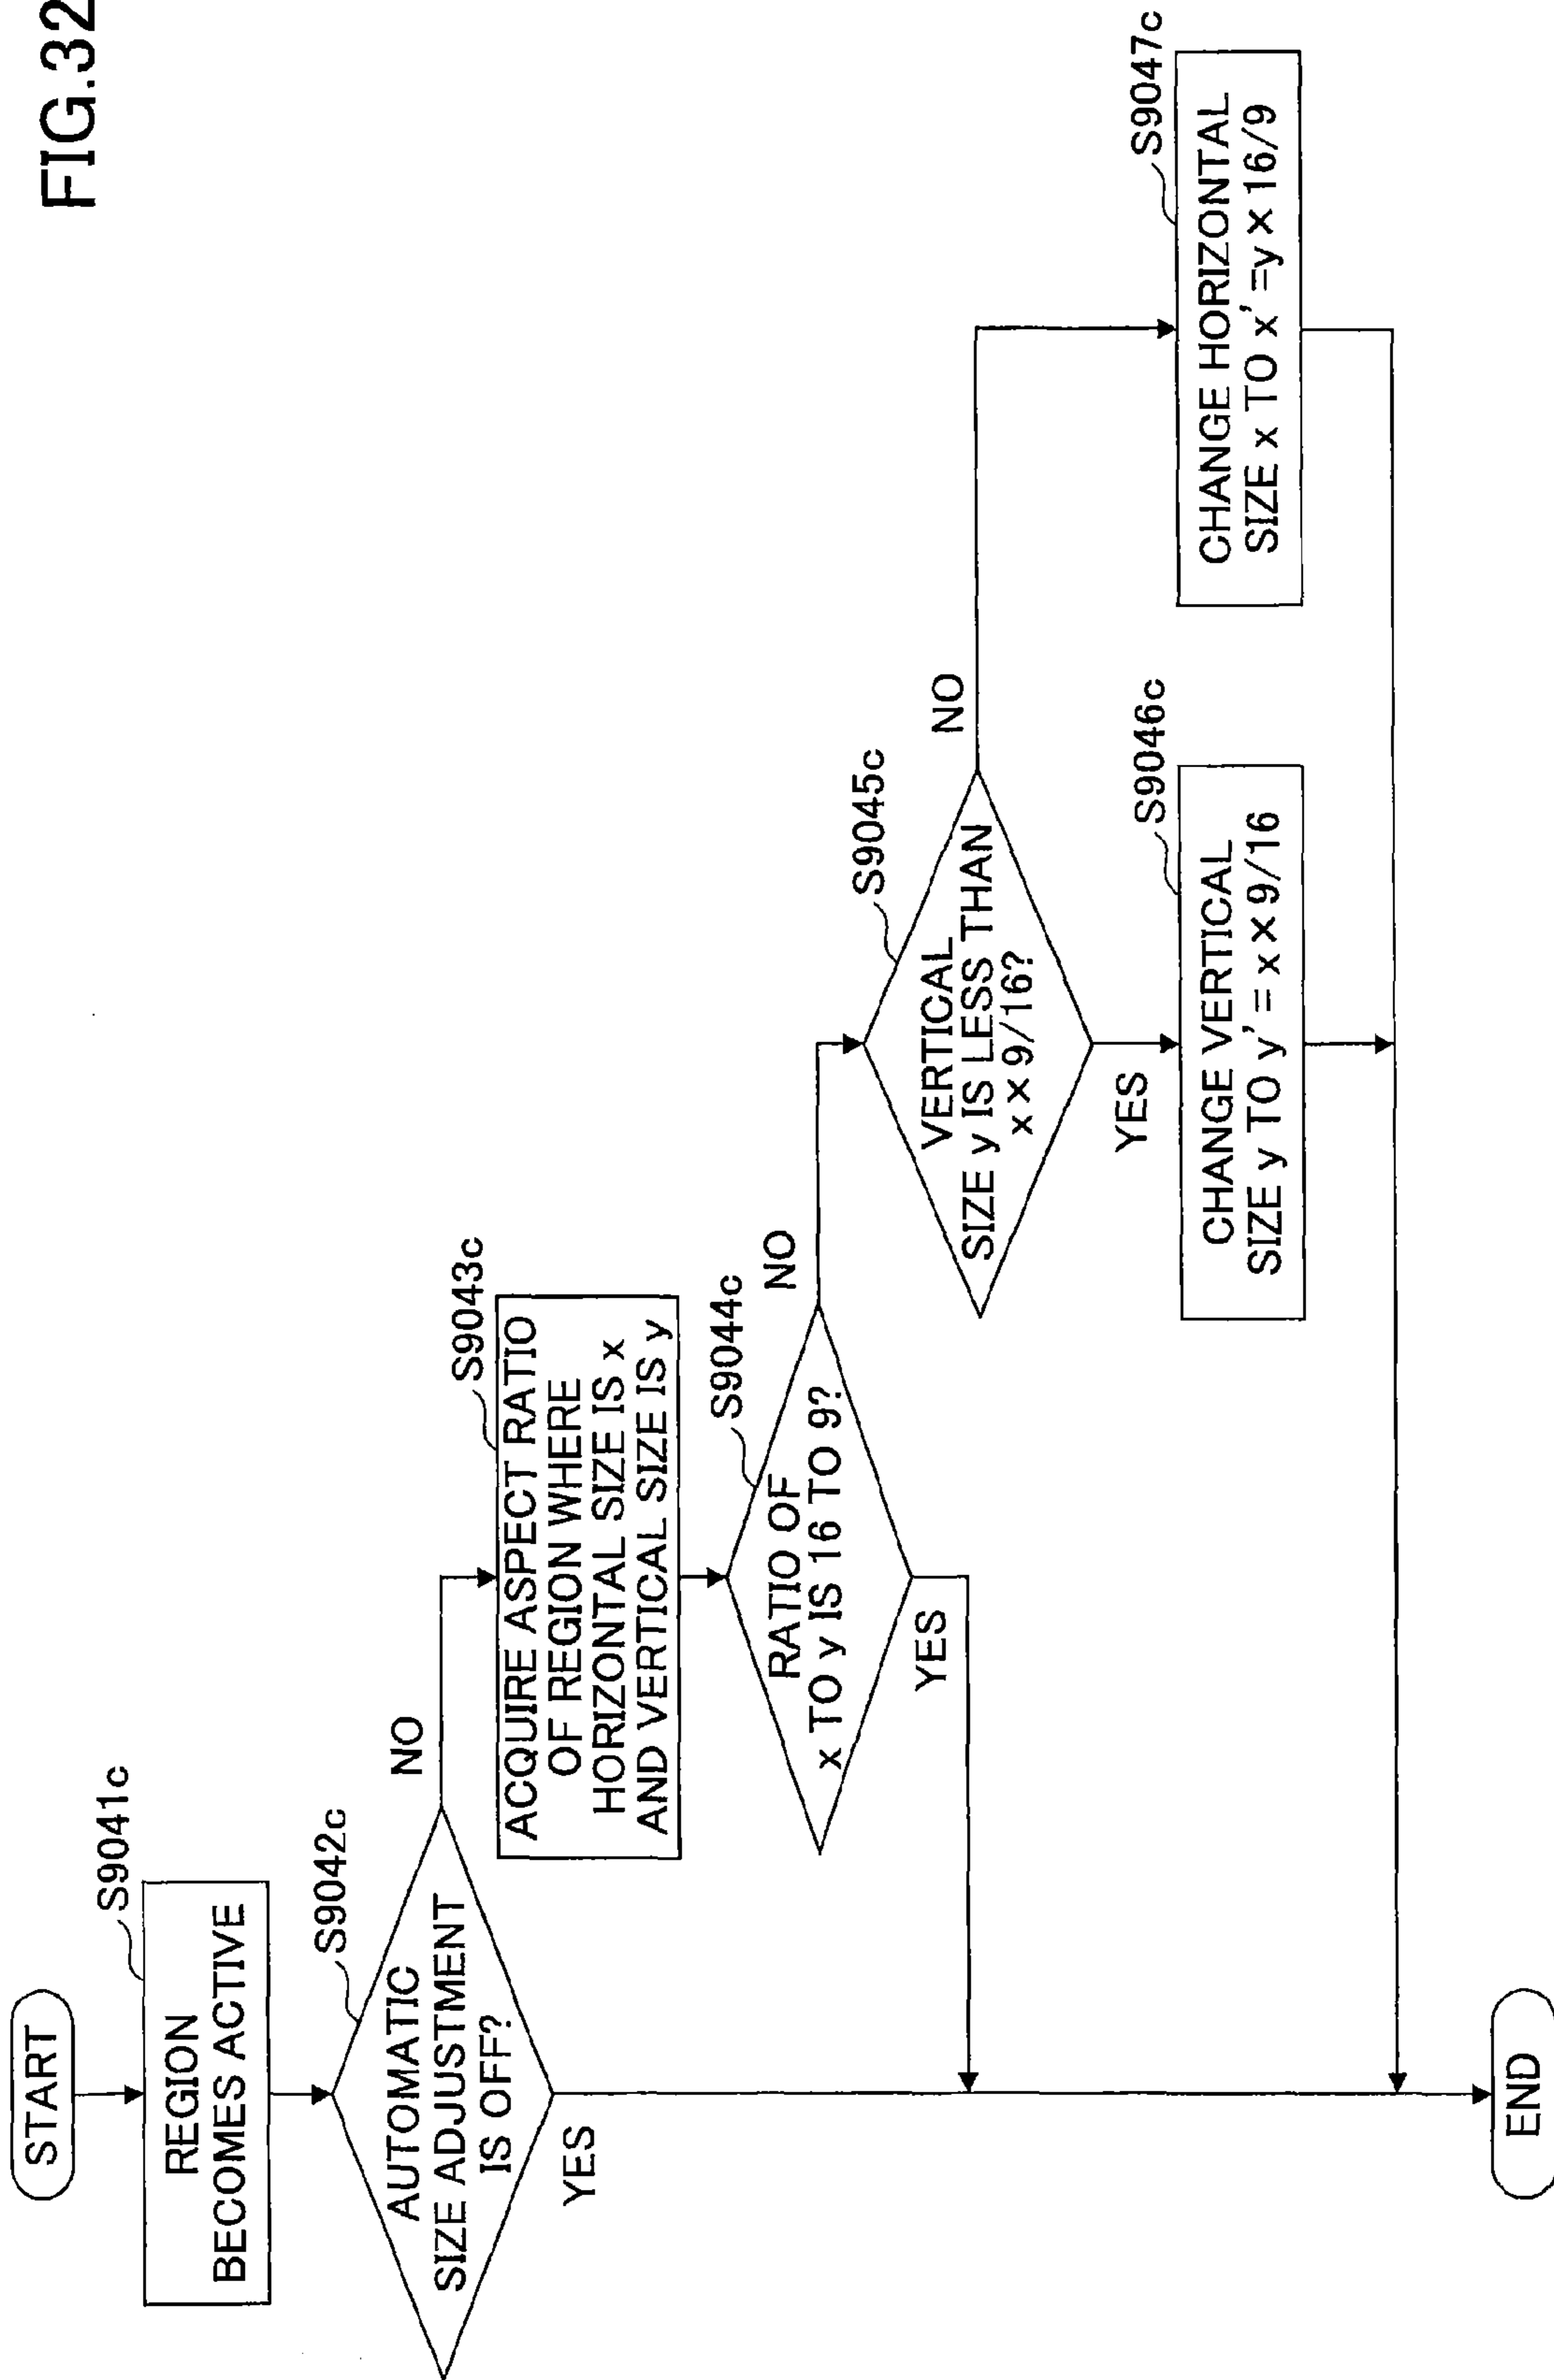 FIG.32
START
S9041c
REGION
BECOMES ACTIVE
S9042c
AUTOMATIC
SIZE ADJUSTMENT
IS OFF?
NO
YES
S9043c
ACQUIRE ASPECT RATIO
OF REGION WHERE
HORIZONTAL SIZE IS x
AND VERTICAL SIZE IS y
S9044c
RATIO OF
x TO y IS 16 TO 9?
NO
YES
S9045c
VERTICAL
SIZE y IS LESS THAN
x × 9/16?
NO
YES
S9046c
CHANGE VERTICAL
SIZE y TO y' = x × 9/16
S9047c
CHANGE HORIZONTAL
SIZE x TO x' =y × 16/9
END